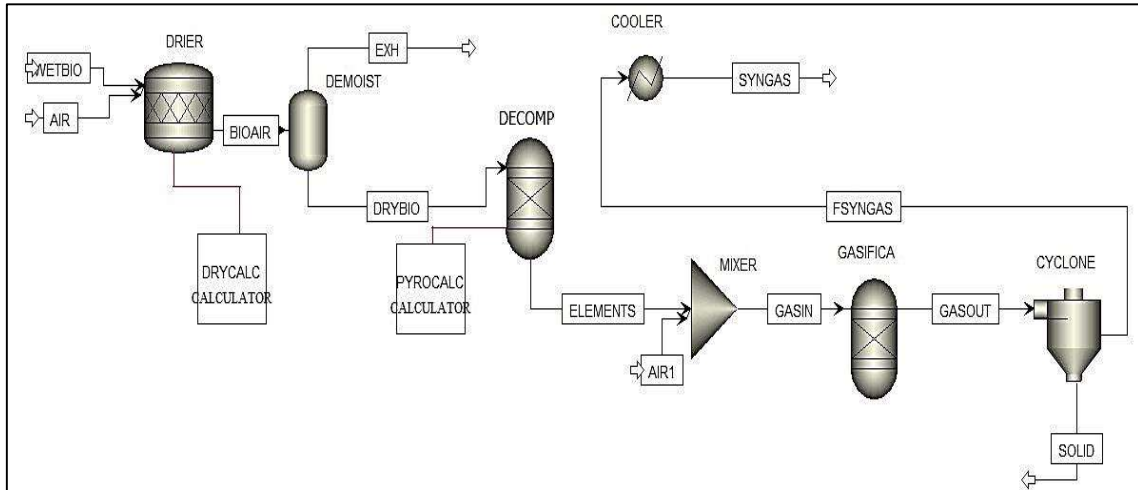 COOLER
DRIER
EXH
WETBIO
DEMOIST
SYNGAS
AIR
DECOMP
BIOAIR
DRYBIO
FSYNGAS
DRYCALC
CALCULATOR
PYROCALC
CALCULATOR
MIXER
GASIFICA
CYCLONE
ELEMENTS
GASIN
GASOUT
AIR1
SOLID